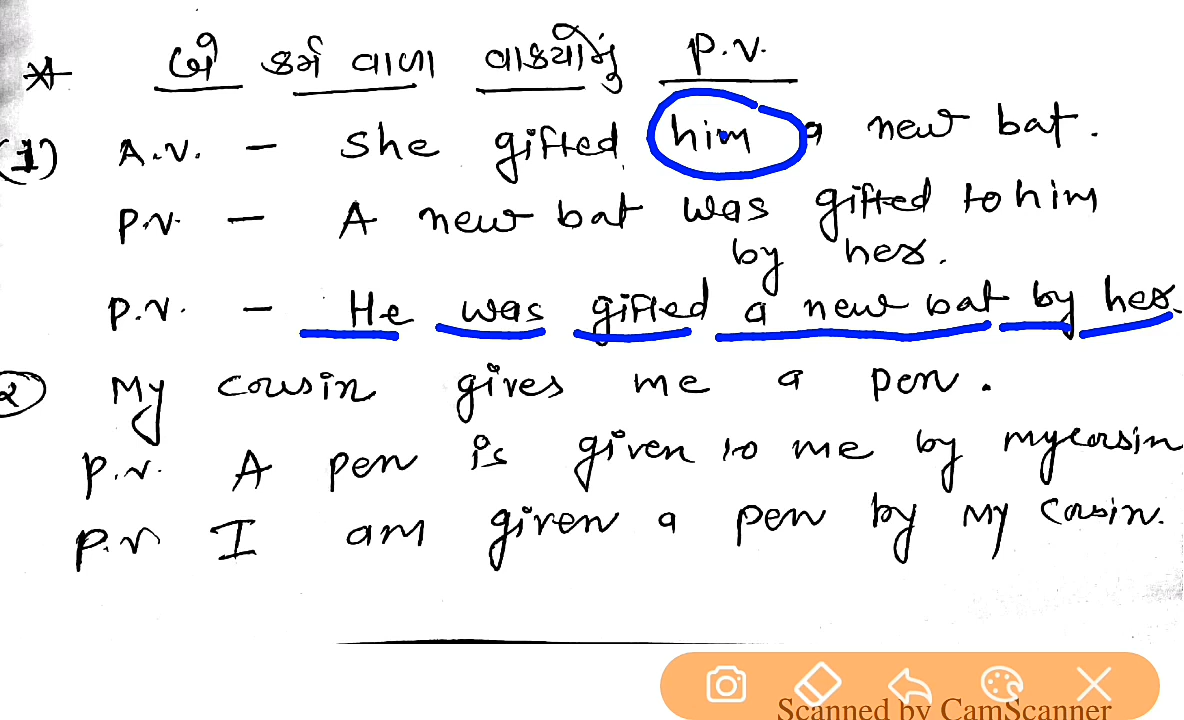 * બે કર્મ વાળા વાક્યોનું P.V.
(1) A.V. - She gifted him a new bat.
P.V. - A new bat was gifted to him
by her.
P.V. - He was gifted a new bat by her.
2 My cousin gives me a pen.
P.V. A pen is given to me by my cousin
P.V I am given a pen by My cousin.
Scanned by CamScanner